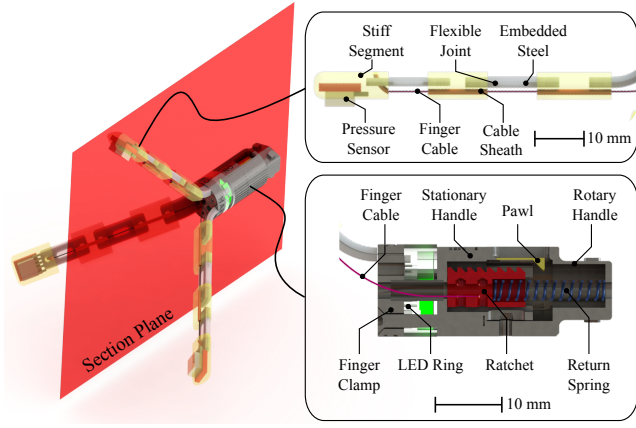 Stiff
Segment
Flexible
Joint
Embedded
Steel
Pressure
Sensor
Finger
Cable
Cable
Sheath
10 mm
Section Plane
Finger
Cable
Stationary
Handle
Pawl
Rotary
Handle
Finger
Clamp
LED Ring
Ratchet
Return
Spring
10 mm